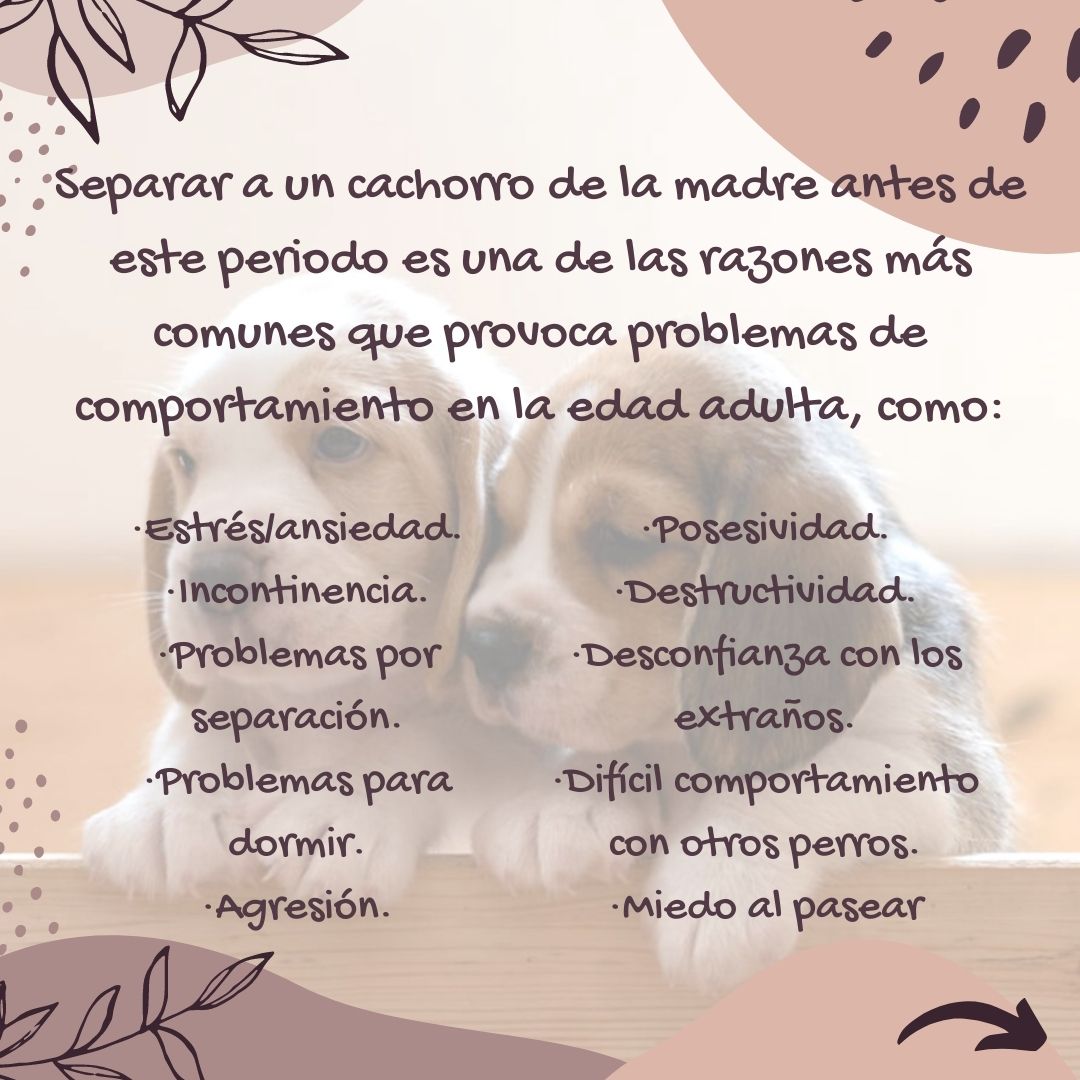 Separar a un cachorro de la madre antes de
este periodo es una de las razones más
comunes que provoca problemas de
comportamiento en la edad adulta, como:
·Estrés/ansiedad.
·Incontinencia.
·Problemas por
separación.
·Problemas para
dormir.
·Agresión.
·Posesividad.
·Destructividad.
·Desconfianza con los
extraños.
·Difícil comportamiento
con otros perros.
·Miedo al pasear